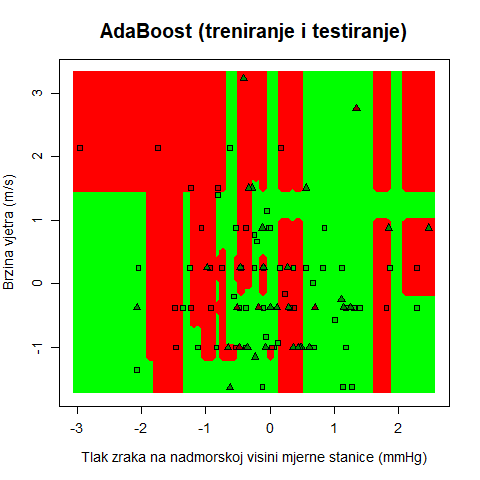 AdaBoost (treniranje i testiranje)
Brzina vjetra (m/s)
3
2
1
0
-1
-3 -2 -1 0 1 2
Tlak zraka na nadmorskoj visini mjerne stanice (mmHg)